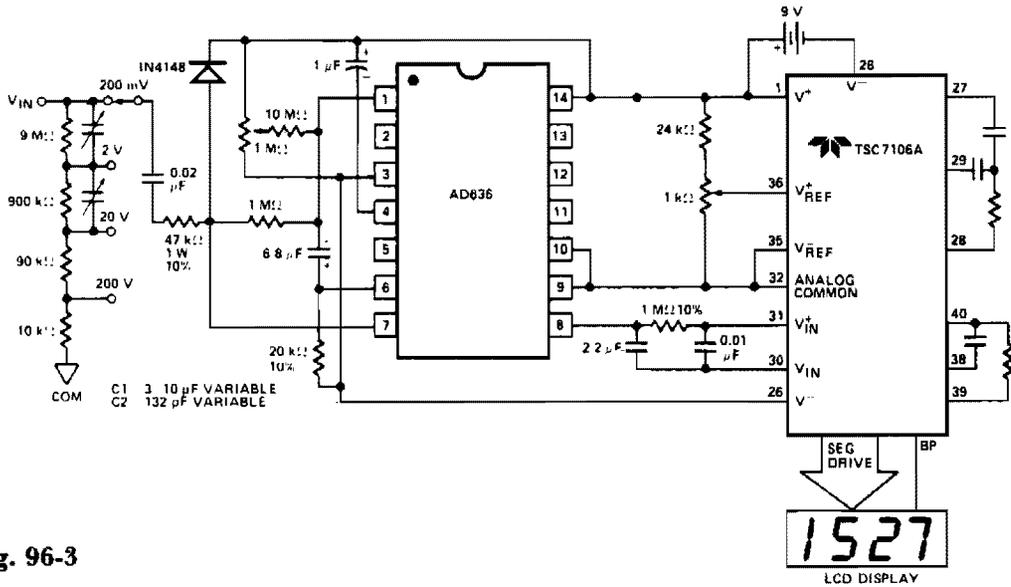 9 V
28
V⁻
IN4148
1 µF
+
−
V_IN
200 mV
9 MΩ
2 V
900 kΩ
20 V
90 kΩ
200 V
10 kΩ
COM
C1 3 10 µF VARIABLE
C2 132 pF VARIABLE
0.02
µF
47 kΩ
1 W
10%
10 MΩ
1 MΩ
1 MΩ
6 8 µF
+
20 kΩ
10%
1
2
3
4
5
6
7
AD636
14
13
12
11
10
9
8
24 kΩ
1 kΩ
1 MΩ 10%
2 2 µF
0.01
µF
1
V⁺
36
V⁺REF
35
V⁻REF
32
ANALOG
COMMON
31
V⁺IN
30
V_IN
26
V⁻
TSC7106A
27
29
28
40
38
39
SEG
DRIVE
BP
1527
LCD DISPLAY
g. 96-3